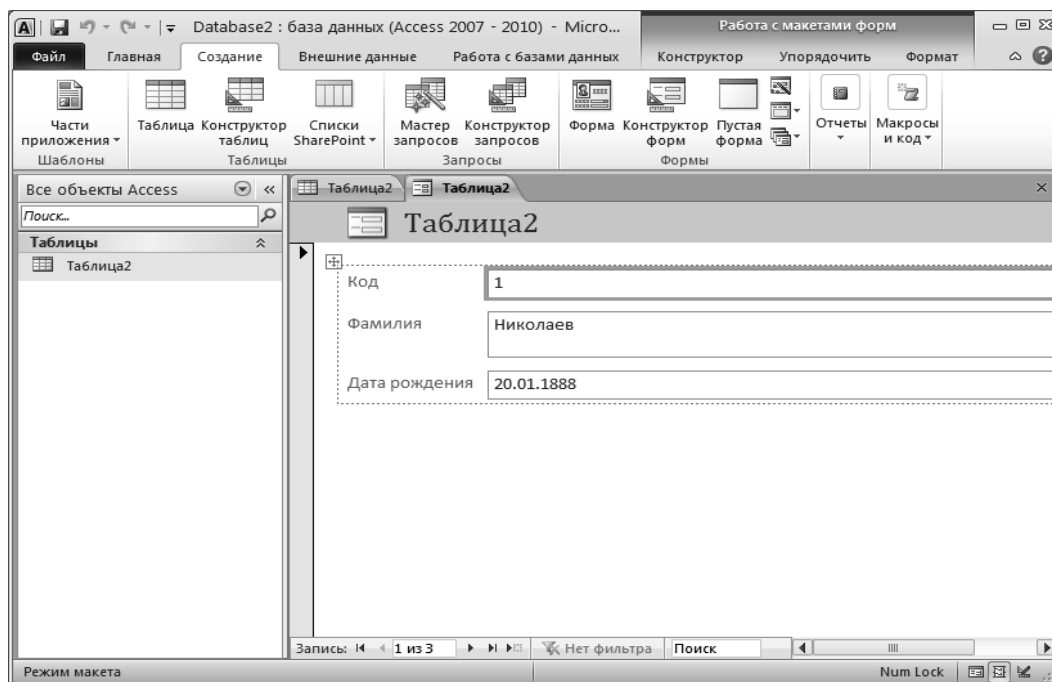 Database2 : база данных (Access 2007 - 2010) - Micro...
Работа с макетами форм
Файл Главная Создание Внешние данные Работа с базами данных Конструктор Упорядочить Формат
Части приложения
Таблица
Конструктор таблиц
Списки SharePoint
Мастер запросов
Конструктор запросов
Форма
Конструктор форм
Пустая форма
Отчеты
Макросы и код
Шаблоны Таблицы Запросы Формы
Все объекты Access
Поиск...
Таблицы
Таблица2
Таблица2 Таблица2
Таблица2
Код 1
Фамилия Николаев
Дата рождения 20.01.1888
Запись: 1 из 3 Нет фильтра Поиск
Режим макета Num Lock